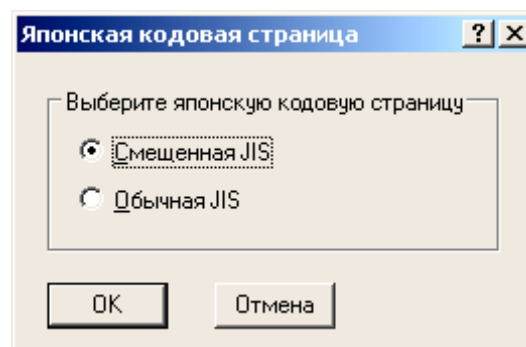 Японская кодовая страница
Выберите японскую кодовую страницу
Смещенная JIS
Обычная JIS
OK
Отмена